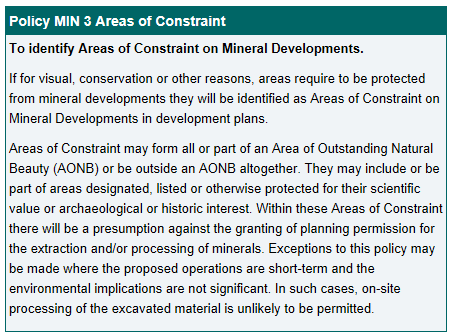 Policy MIN 3 Areas of Constraint
To identify Areas of Constraint on Mineral Developments.
If for visual, conservation or other reasons, areas require to be protected
from mineral developments they will be identified as Areas of Constraint on
Mineral Developments in development plans.
Areas of Constraint may form all or part of an Area of Outstanding Natural
Beauty (AONB) or be outside an AONB altogether. They may include or be
part of areas designated, listed or otherwise protected for their scientific
value or archaeological or historic interest. Within these Areas of Constraint
there will be a presumption against the granting of planning permission for
the extraction and/or processing of minerals. Exceptions to this policy may
be made where the proposed operations are short-term and the
environmental implications are not significant. In such cases, on-site
processing of the excavated material is unlikely to be permitted.